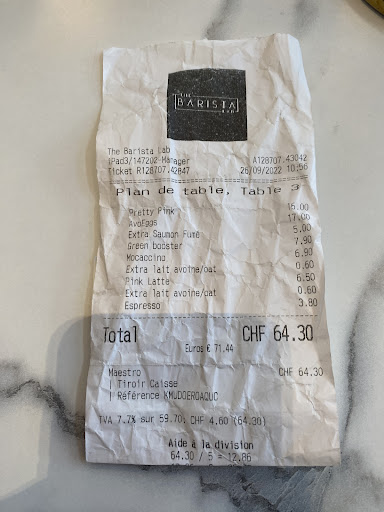 THE
BARISTA
LAB
The Barista Lab
iPad3/147202 Manager A128707.43042
Ticket R128707.42847 26/09/2022 10:56
Plan de table, Table 3
Pretty Pink 16.00
AvoEggs 17.00
Extra Saumon Fumé 5.00
Green booster 7.90
Mocaccino 6.90
Extra lait avoine/oat 0.60
Pink Latte 6.50
Extra lait avoine/oat 0.60
Espresso 3.80
Total CHF 64.30
Euros € 71.44
Maestro CHF 64.30
| Tiroir Caisse
| Référence KMUDOEROAQUC
TVA 7.7% sur 59.70: CHF 4.60 (64.30)
Aide à la division
64.30 / 5 = 12.86